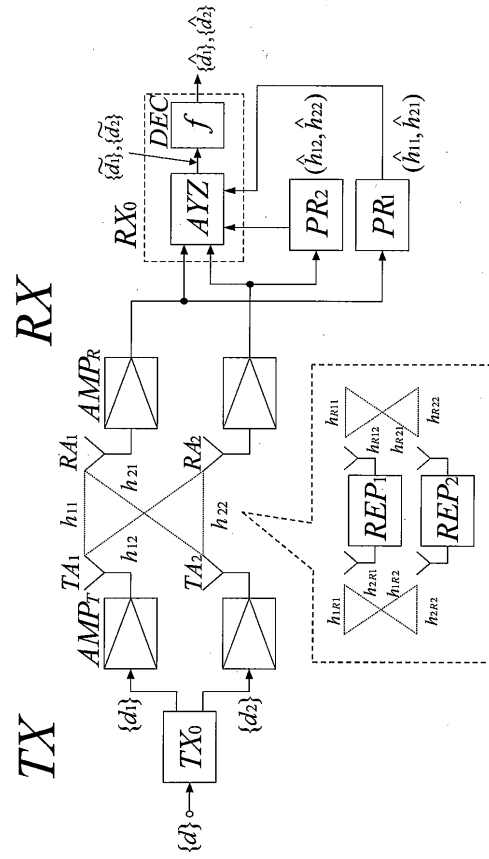 TX
RX
{d}
TX0
{d1}
{d2}
AMPT
TA1
TA2
h11
h12
h21
h22
RA1
RA2
AMPR
RX0
AYZ
{d̃1},{d̃2}
DEC
f
{d̂1},{d̂2}
PR2
(ĥ12, ĥ22)
PR1
(ĥ11, ĥ21)
h1R1
h2R1
h1R2
h2R2
REP1
REP2
hR11
hR12
hR21
hR22